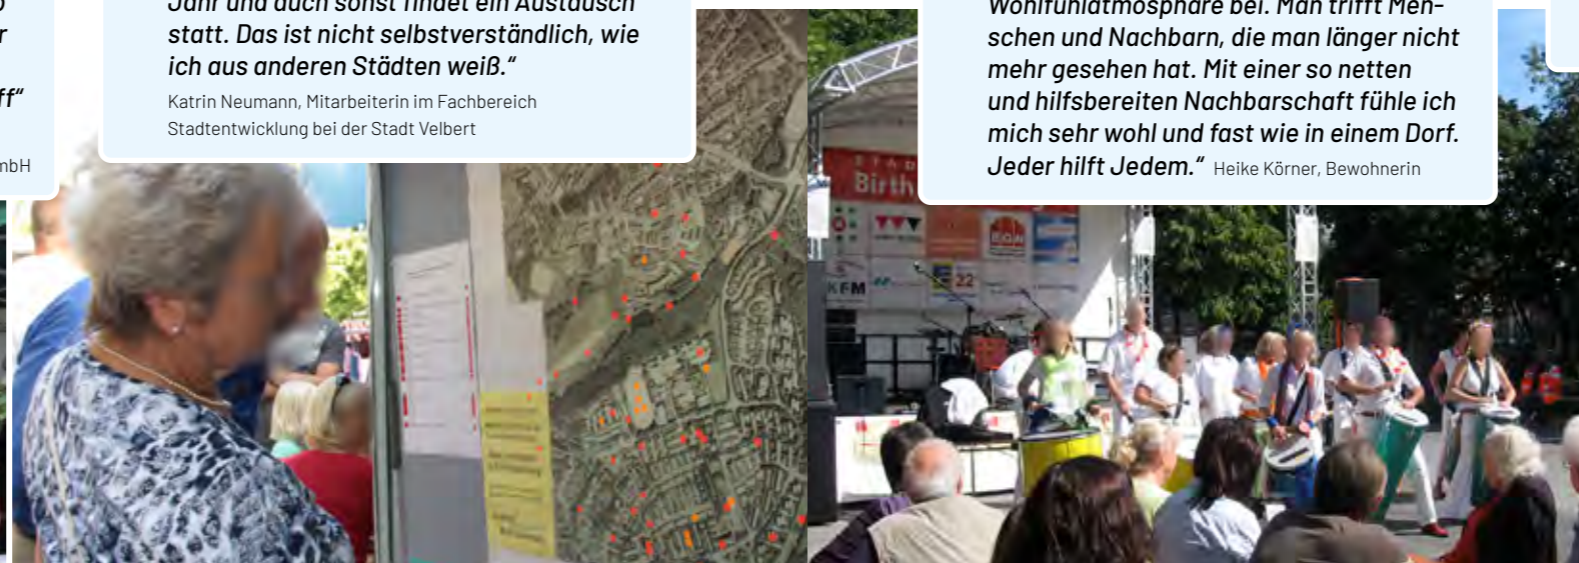 r
ff“
mbH
Jahr und auch sonst findet ein Austausch
statt. Das ist nicht selbstverständlich, wie
ich aus anderen Städten weiß.“
Katrin Neumann, Mitarbeiterin im Fachbereich
Stadtentwicklung bei der Stadt Velbert
Wohlfühlatmosphäre bei. Man trifft Men-
schen und Nachbarn, die man länger nicht
mehr gesehen hat. Mit einer so netten
und hilfsbereiten Nachbarschaft fühle ich
mich sehr wohl und fast wie in einem Dorf.
Jeder hilft Jedem.“ Heike Körner, Bewohnerin
STAD
Birth
KFM
22